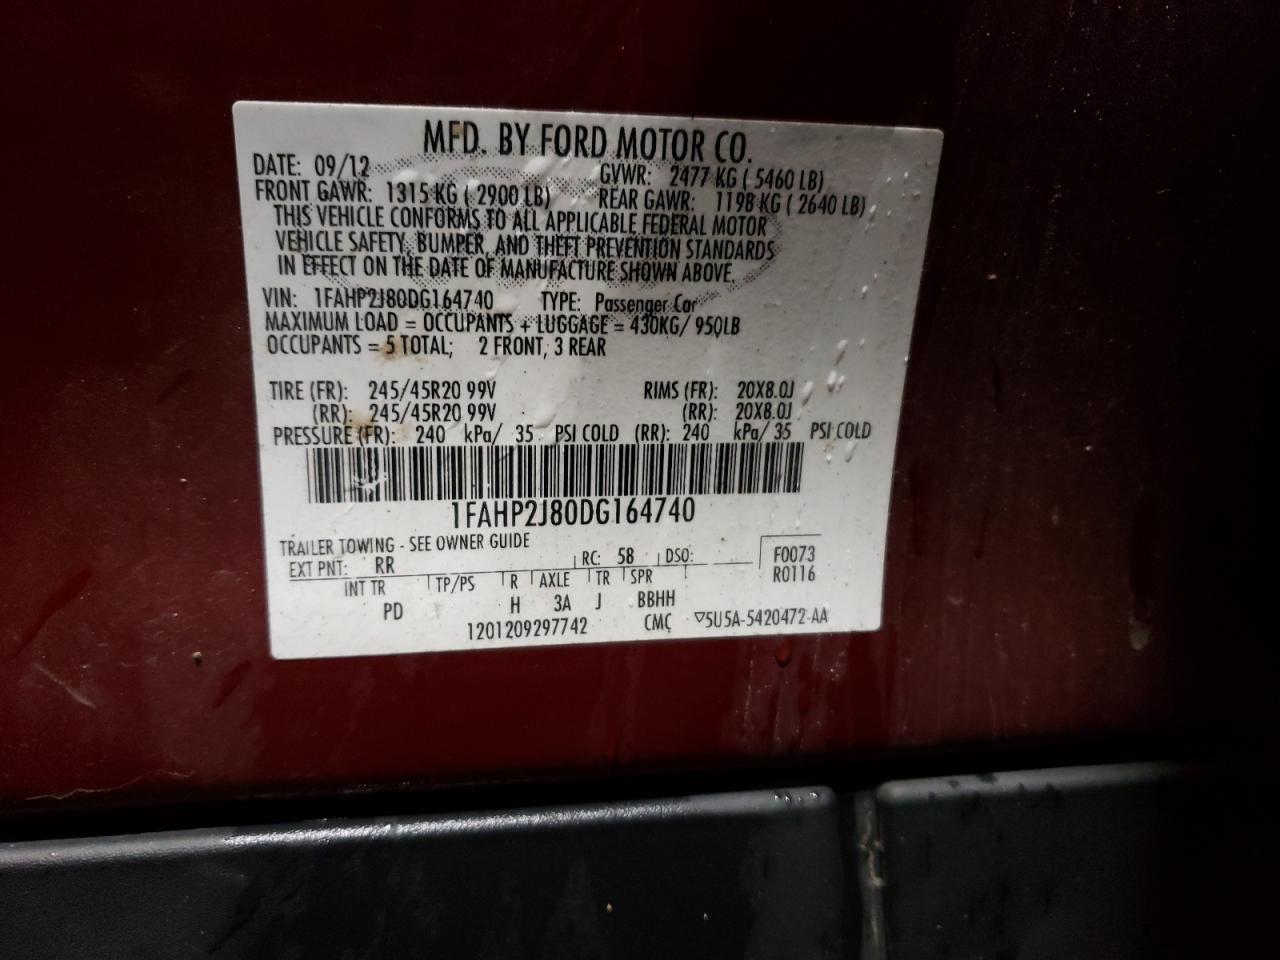 MFD. BY FORD MOTOR CO.
DATE: 09/12 GVWR: 2477 KG ( 5460 LB)
FRONT GAWR: 1315 KG ( 2900 LB) REAR GAWR: 1198 KG ( 2640 LB)
THIS VEHICLE CONFORMS TO ALL APPLICABLE FEDERAL MOTOR
VEHICLE SAFETY, BUMPER, AND THEFT PREVENTION STANDARDS
IN EFFECT ON THE DATE OF MANUFACTURE SHOWN ABOVE.
VIN: 1FAHP2J80DG164740 TYPE: Passenger Car
MAXIMUM LOAD = OCCUPANTS + LUGGAGE = 430KG/ 950LB
OCCUPANTS = 5 TOTAL; 2 FRONT, 3 REAR
TIRE (FR): 245/45R20 99V RIMS (FR): 20X8.0J
(RR): 245/45R20 99V (RR): 20X8.0J
PRESSURE (FR): 240 kPa/ 35 PSI COLD (RR): 240 kPa/ 35 PSI COLD
1FAHP2J80DG164740
TRAILER TOWING - SEE OWNER GUIDE
EXT PNT: RR RC: 58 DSO: F0073
R0116
INT TR TP/PS R AXLE TR SPR
PD H 3A J BBHH
1201209297742 CMC ▽5U5A-5420472-AA